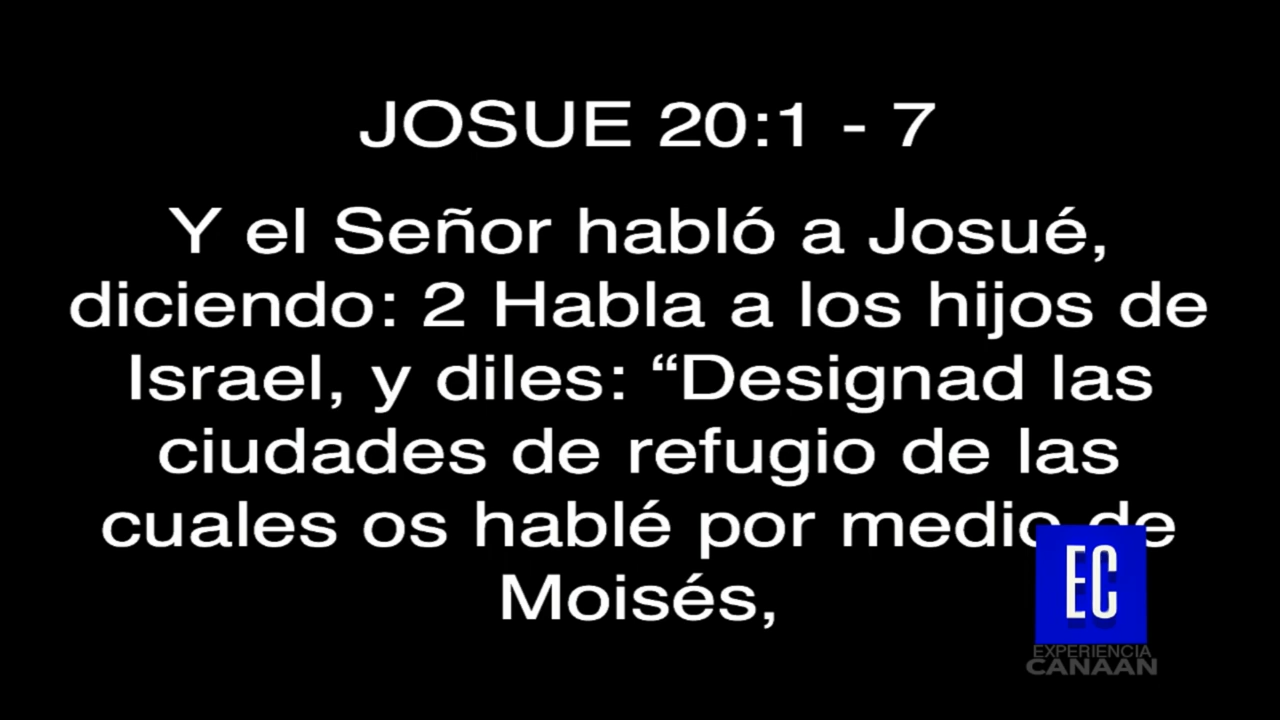 JOSUE 20:1 - 7
Y el Señor habló a Josué,
diciendo: 2 Habla a los hijos de
Israel, y diles: “Designad las
ciudades de refugio de las
cuales os hablé por medio de
Moisés,
EC
EXPERIENCIA
CANAAN